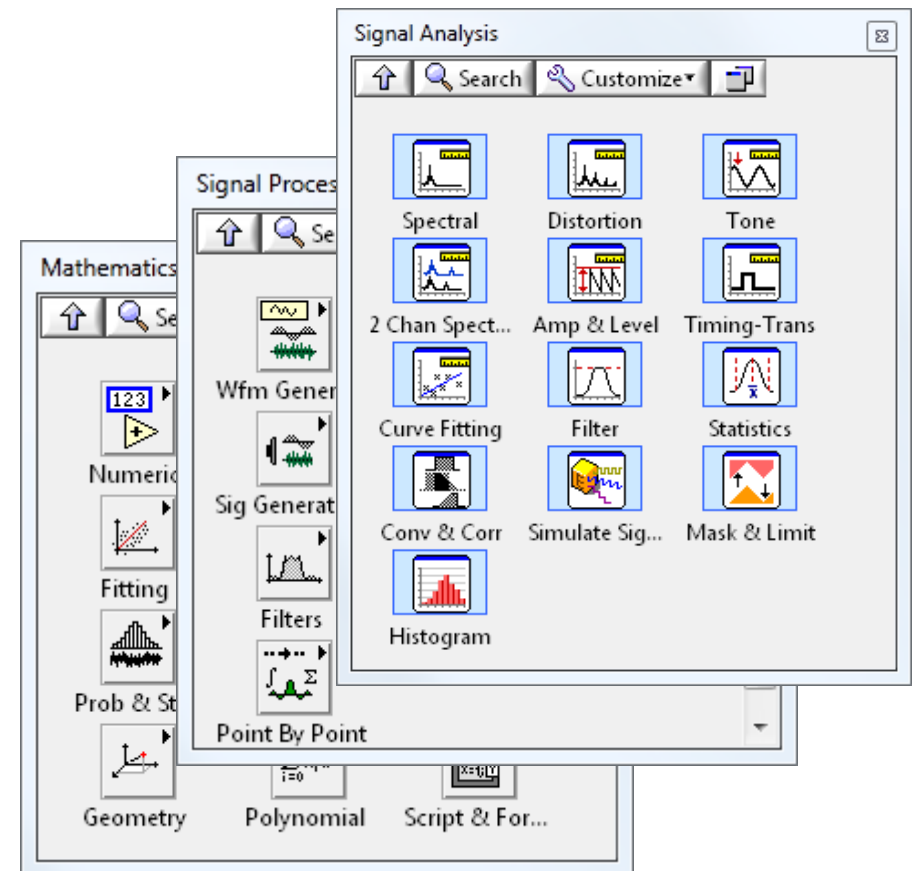 Signal Analysis
Search Customize
Spectral Distortion Tone
2 Chan Spect... Amp & Level Timing-Trans
Curve Fitting Filter Statistics
Conv & Corr Simulate Sig... Mask & Limit
Histogram
Signal Proces
Se
Wfm Gener
Sig Generat
Filters
Point By Point
Mathematics
Se
123
Numeric
Fitting
Prob & St
Geometry Polynomial Script & For...